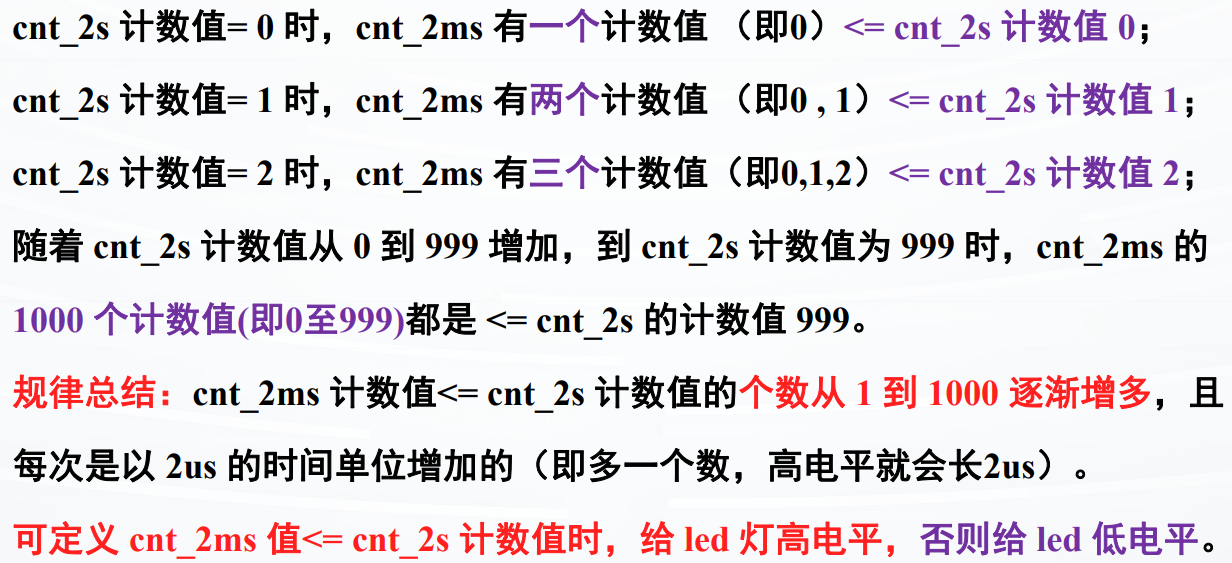 cnt_2s 计数值= 0 时，cnt_2ms 有一个计数值 （即0）<= cnt_2s 计数值 0；
cnt_2s 计数值= 1 时，cnt_2ms 有两个计数值 （即0 , 1）<= cnt_2s 计数值 1；
cnt_2s 计数值= 2 时，cnt_2ms 有三个计数值（即0,1,2）<= cnt_2s 计数值 2；
随着 cnt_2s 计数值从 0 到 999 增加，到 cnt_2s 计数值为 999 时，cnt_2ms 的
1000 个计数值(即0至999)都是 <= cnt_2s 的计数值 999。
规律总结：cnt_2ms 计数值<= cnt_2s 计数值的个数从 1 到 1000 逐渐增多，且
每次是以 2us 的时间单位增加的（即多一个数，高电平就会长2us）。
可定义 cnt_2ms 值<= cnt_2s 计数值时，给 led 灯高电平，否则给 led 低电平。